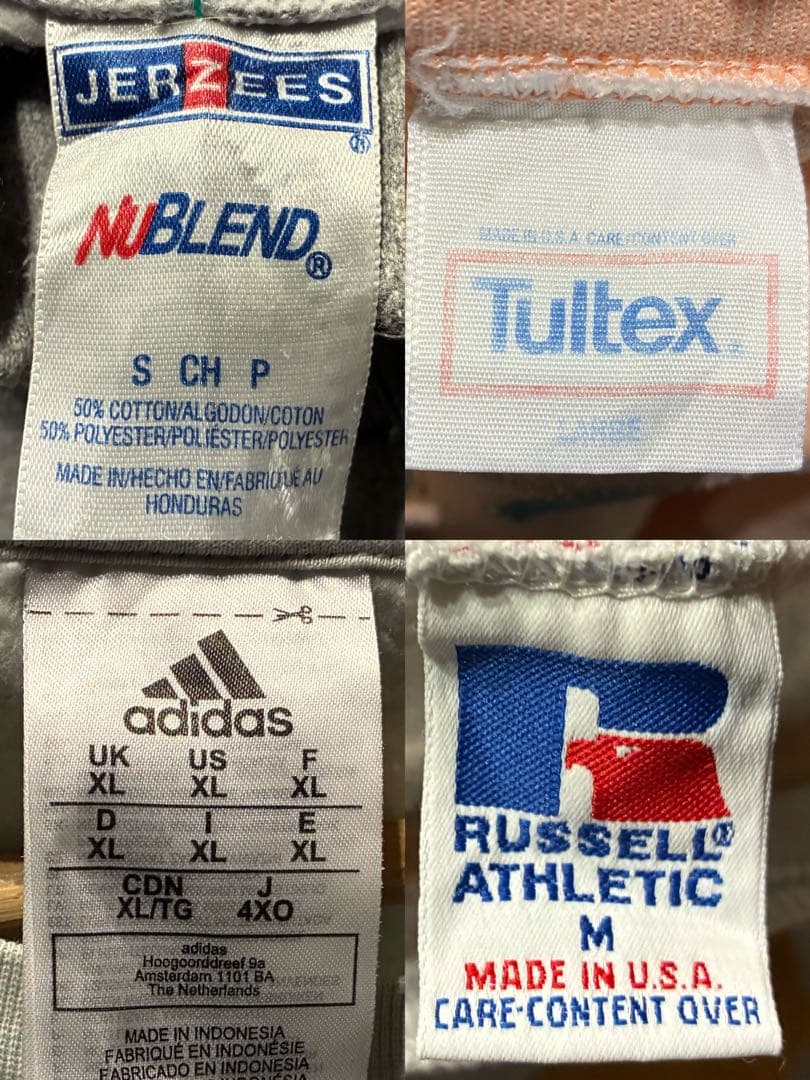 JERZEES
®
NUBLEND®
S CH P
50% COTTON/ALGODON/COTON
50% POLYESTER/POLIÉSTER/POLYESTER
MADE IN/HECHO EN/FABRIQUÉ AU
HONDURAS
MADE IN U.S.A. CARE/CONTENT OVER
Tultex®
LARGE
adidas
UK US F
XL XL XL
D I E
XL XL XL
CDN J
XL/TG 4XO
adidas
Hoogoorddreef 9a
Amsterdam 1101 BA
The Netherlands
MADE IN INDONESIA
FABRIQUÉ EN INDONÉSIE
FABRICADO EN INDONESIA
RUSSELL®
ATHLETIC
M
MADE IN U.S.A.
CARE-CONTENT OVER